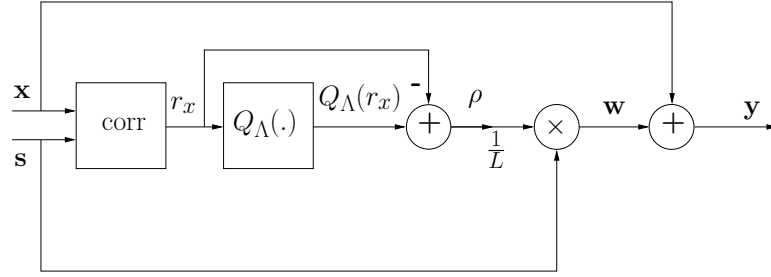 x
s
corr
r_x
Q_Λ(.)
Q_Λ(r_x)
-
+
ρ
1/L
×
w
+
y